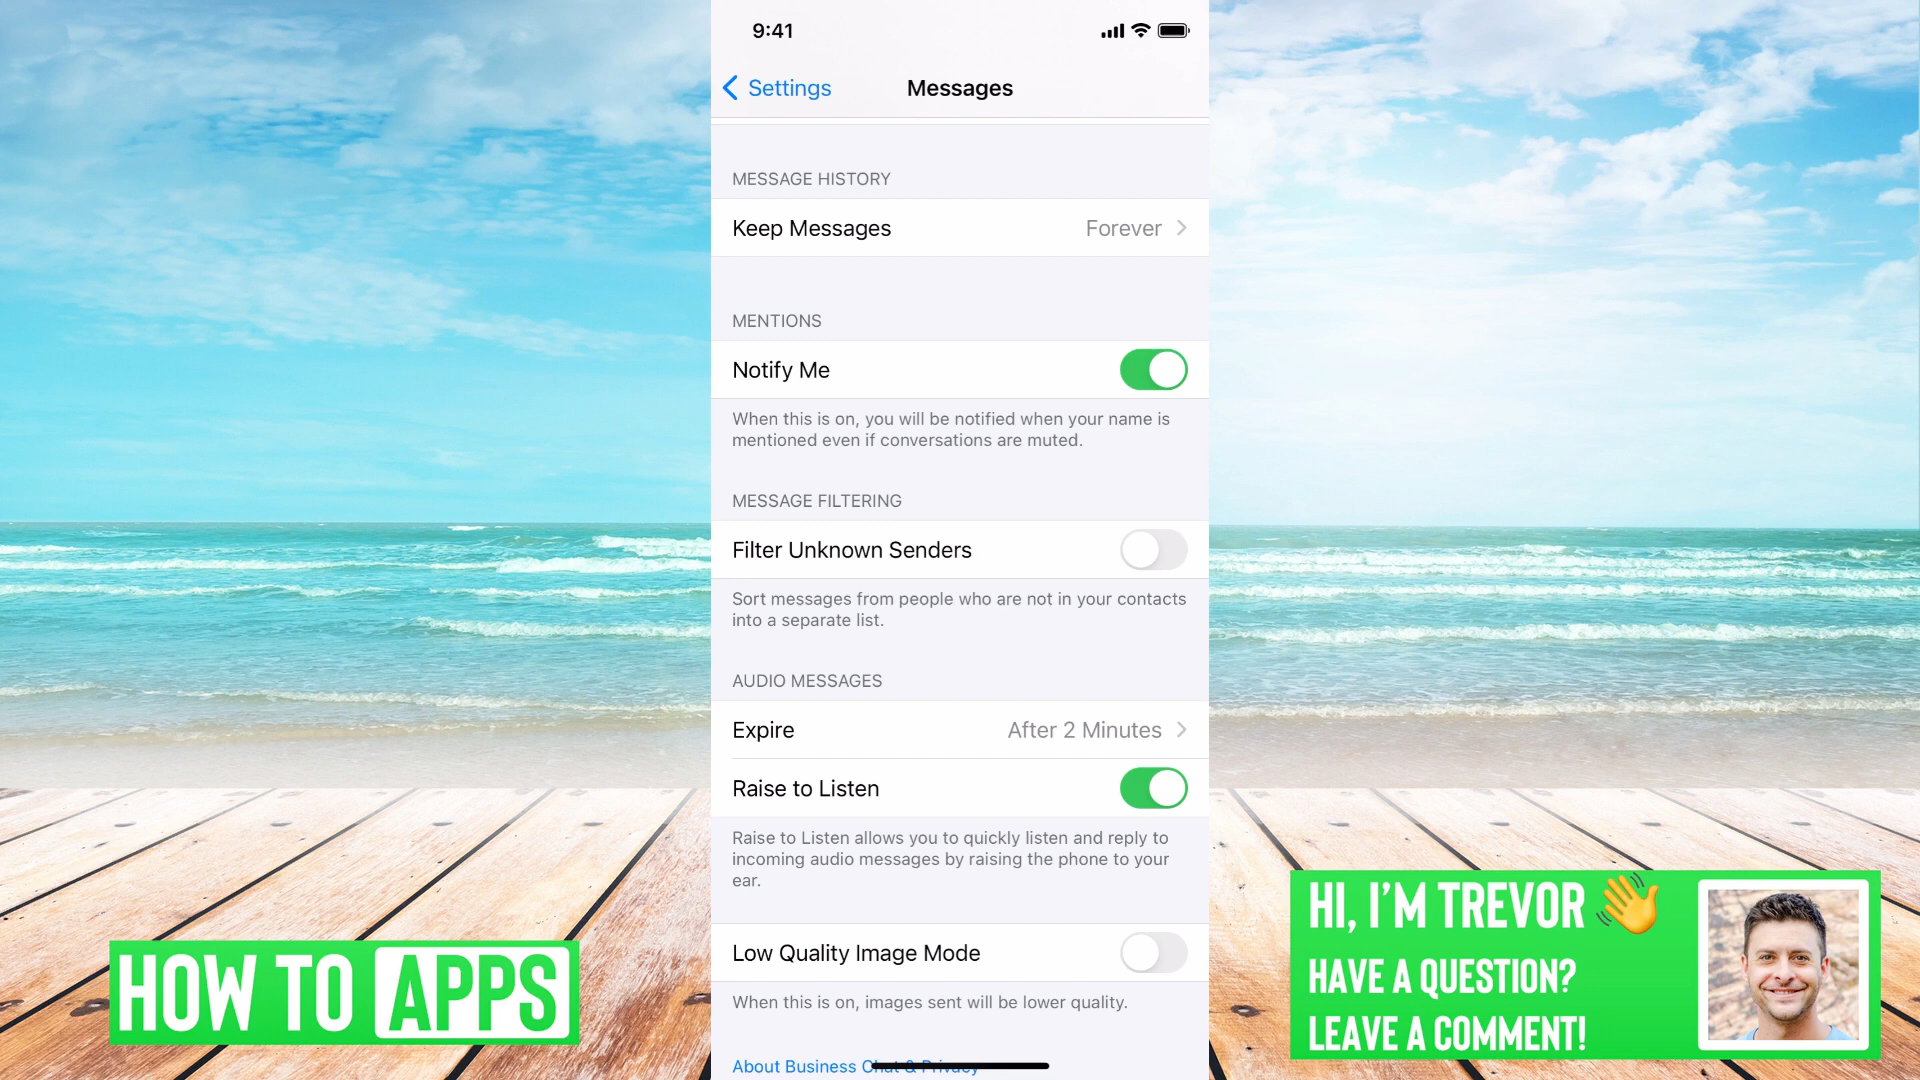 9:41
Settings
Messages
MESSAGE HISTORY
Keep Messages
Forever
MENTIONS
Notify Me
When this is on, you will be notified when your name is
mentioned even if conversations are muted.
MESSAGE FILTERING
Filter Unknown Senders
Sort messages from people who are not in your contacts
into a separate list.
AUDIO MESSAGES
Expire
After 2 Minutes
Raise to Listen
Raise to Listen allows you to quickly listen and reply to
incoming audio messages by raising the phone to your
ear.
Low Quality Image Mode
When this is on, images sent will be lower quality.
About Business Chat & Privacy
HOW TO APPS
HI, I'M TREVOR
HAVE A QUESTION?
LEAVE A COMMENT!